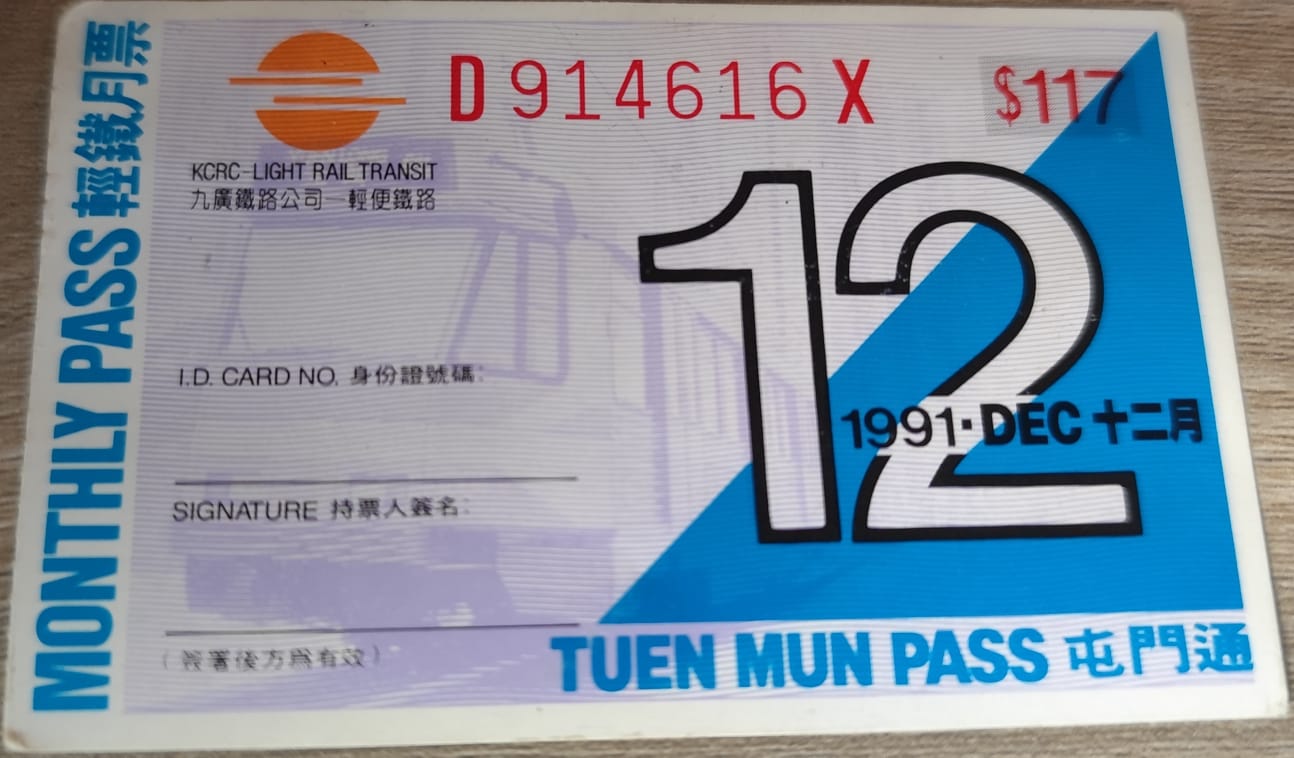 MONTHLY PASS 輕鐵月票
D 914616 X
$117
KCRC-LIGHT RAIL TRANSIT
九廣鐵路公司－輕便鐵路
12
I.D. CARD NO. 身份證號碼:
1991·DEC 十二月
SIGNATURE 持票人簽名:
(簽署後方為有效)
TUEN MUN PASS 屯門通